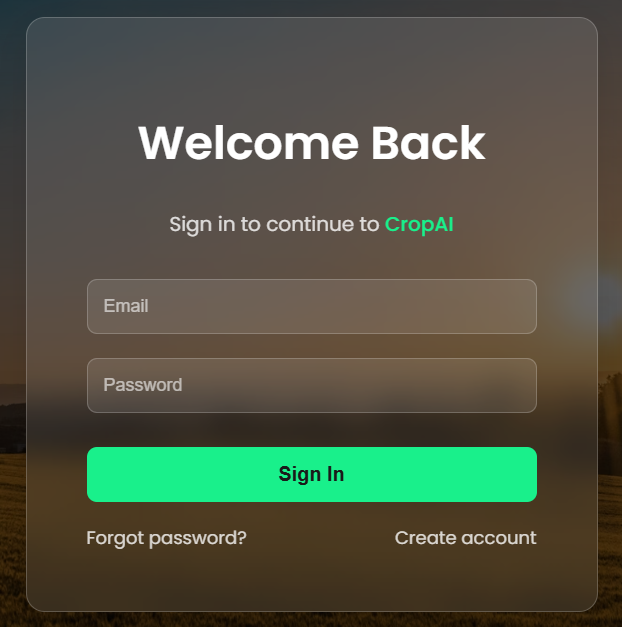 Welcome Back
Sign in to continue to CropAI
Email
Password
Sign In
Forgot password? Create account